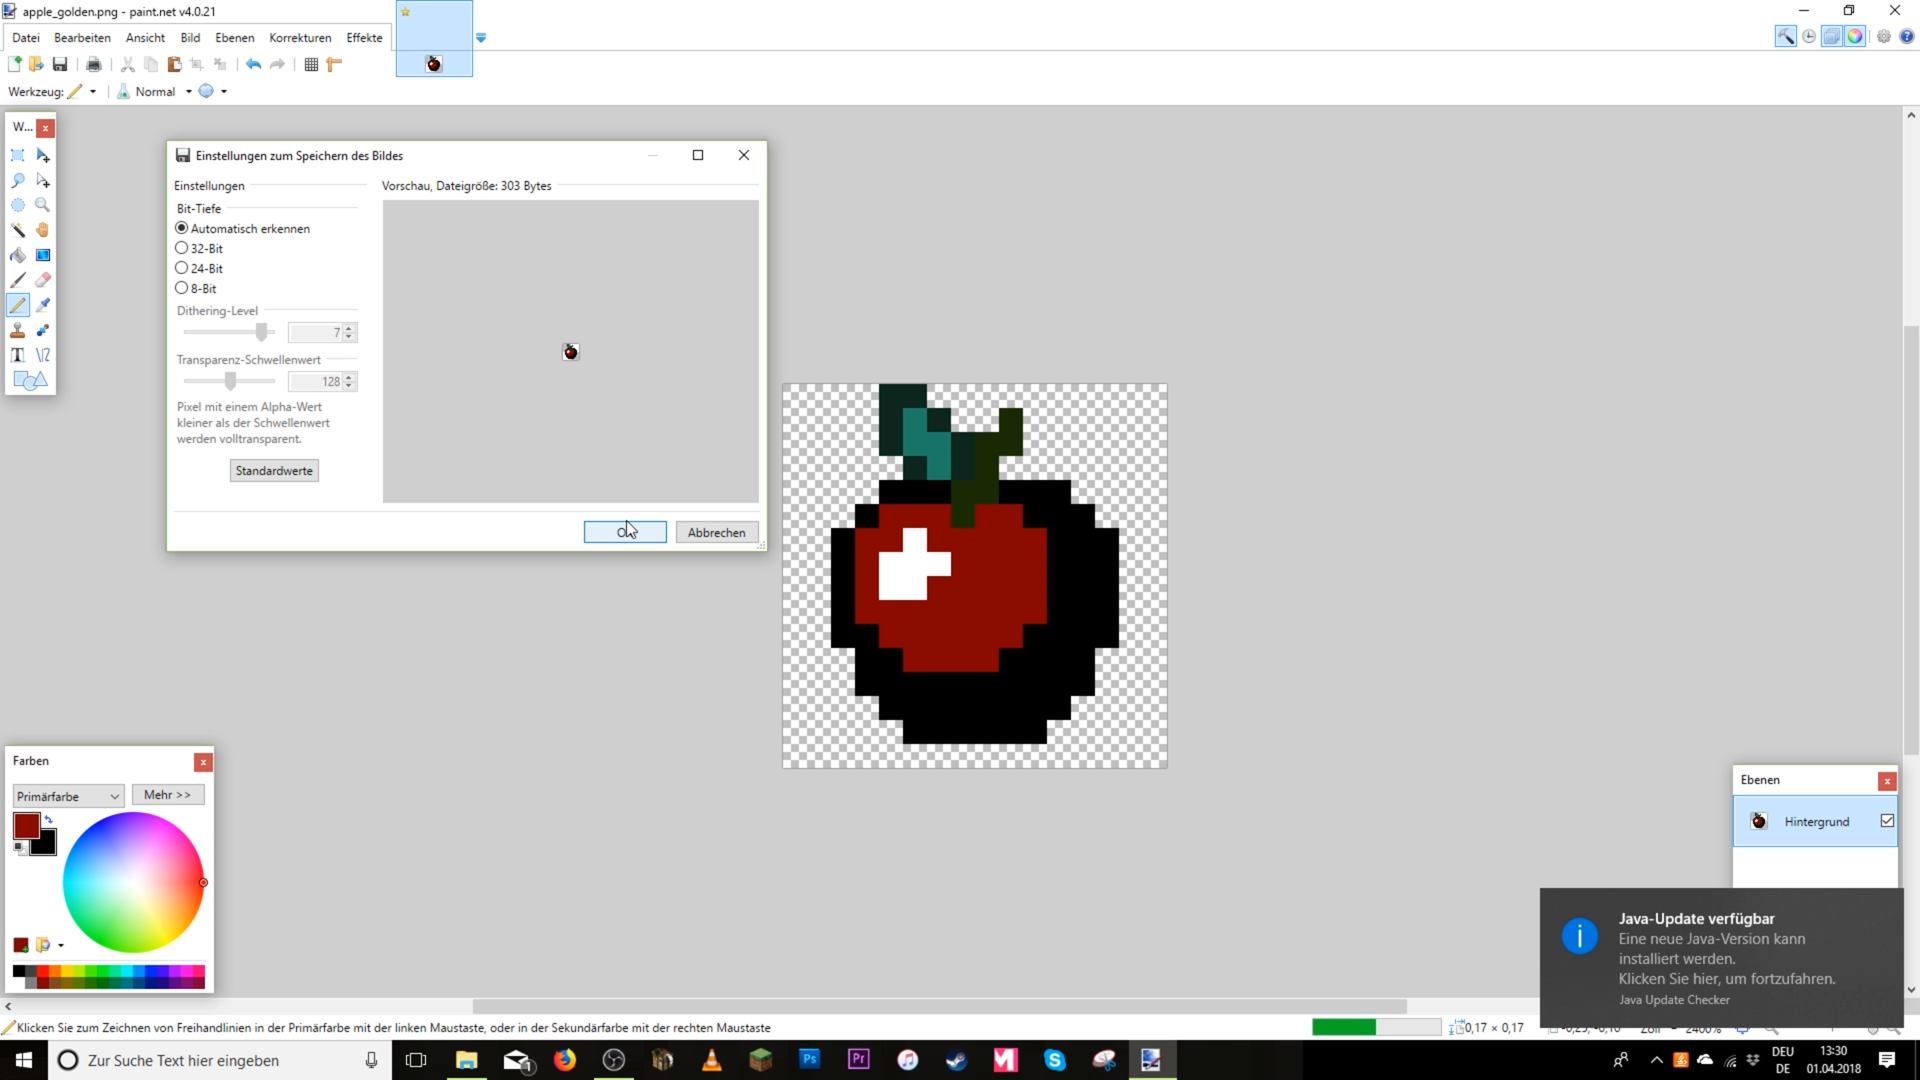 apple_golden.png - paint.net v4.0.21
Datei Bearbeiten Ansicht Bild Ebenen Korrekturen Effekte
Werkzeug: Normal
W...
Einstellungen zum Speichern des Bildes
Einstellungen
Vorschau, Dateigröße: 303 Bytes
Bit-Tiefe
Automatisch erkennen
32-Bit
24-Bit
8-Bit
Dithering-Level
7
Transparenz-Schwellenwert
128
Pixel mit einem Alpha-Wert
kleiner als der Schwellenwert
werden volltransparent.
Standardwerte
Abbrechen
Farben
Primärfarbe
Mehr >>
Ebenen
Hintergrund
Java-Update verfügbar
Eine neue Java-Version kann
installiert werden.
Klicken Sie hier, um fortzufahren.
Java Update Checker
Klicken Sie zum Zeichnen von Freihandlinien in der Primärfarbe mit der linken Maustaste, oder in der Sekundärfarbe mit der rechten Maustaste
0,17 × 0,17
Zoll
2400%
Zur Suche Text hier eingeben
1
Ps
Pr
DEU
DE
13:30
01.04.2018